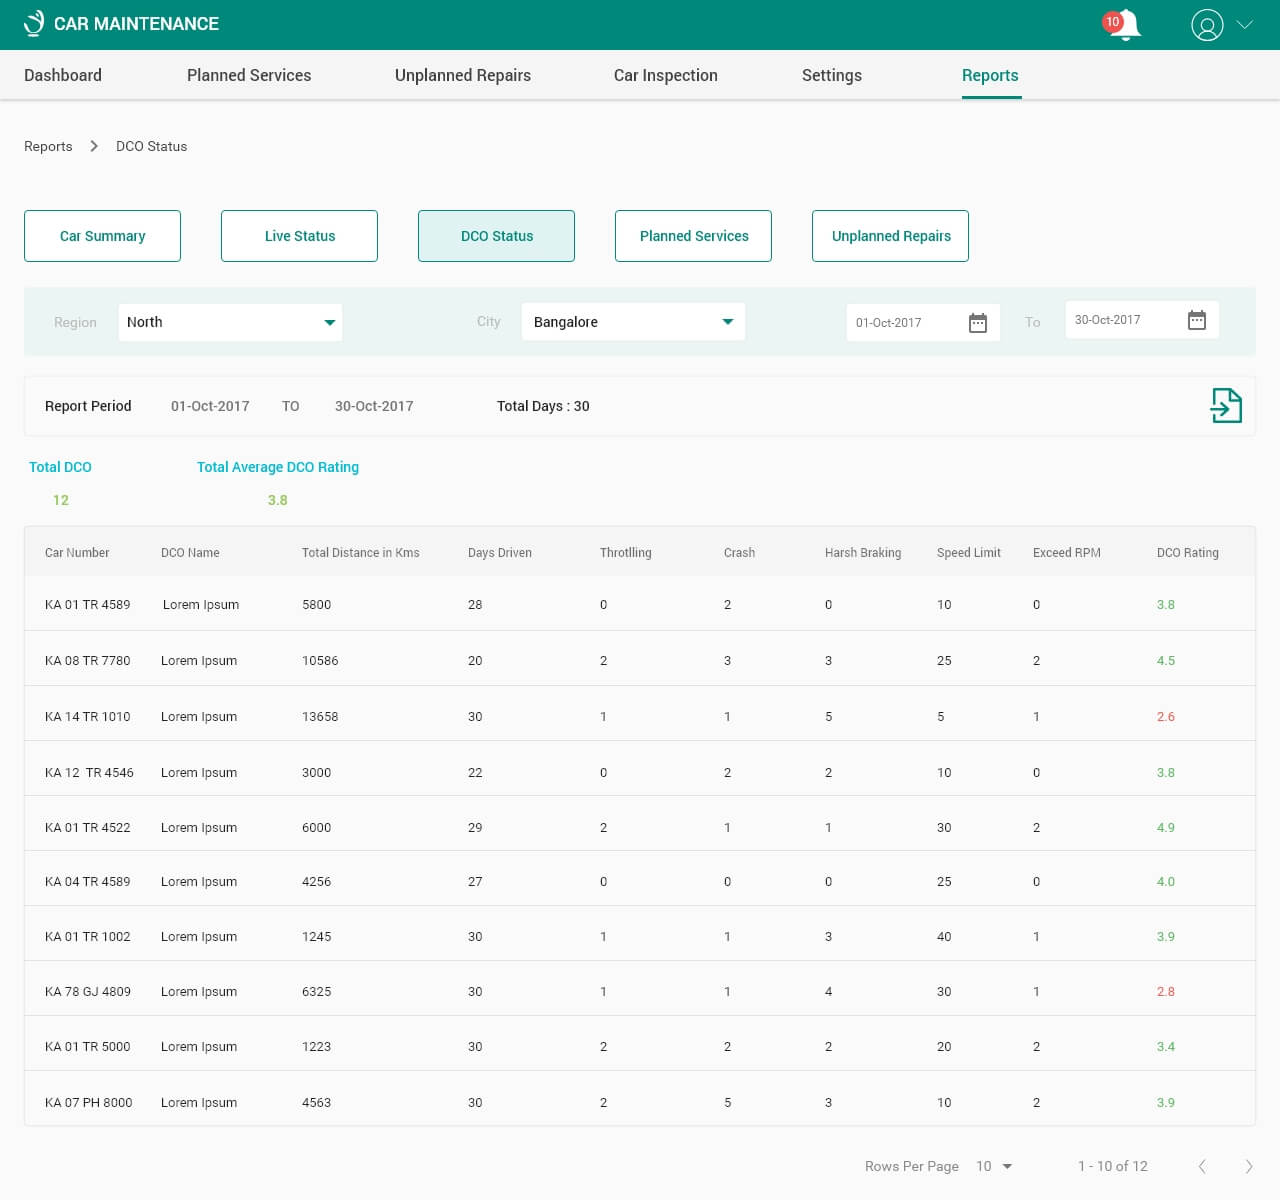 CAR MAINTENANCE 10
Dashboard Planned Services Unplanned Repairs Car Inspection Settings Reports
Reports > DCO Status
Car Summary Live Status DCO Status Planned Services Unplanned Repairs
Region North City Bangalore 01-Oct-2017 To 30-Oct-2017
Report Period 01-Oct-2017 TO 30-Oct-2017 Total Days : 30
Total DCO Total Average DCO Rating
12 3.8
Car Number DCO Name Total Distance in Kms Days Driven Throtlling Crash Harsh Braking Speed Limit Exceed RPM DCO Rating
KA 01 TR 4589 Lorem Ipsum 5800 28 0 2 0 10 0 3.8
KA 08 TR 7780 Lorem Ipsum 10586 20 2 3 3 25 2 4.5
KA 14 TR 1010 Lorem Ipsum 13658 30 1 1 5 5 1 2.6
KA 12 TR 4546 Lorem Ipsum 3000 22 0 2 2 10 0 3.8
KA 01 TR 4522 Lorem Ipsum 6000 29 2 1 1 30 2 4.9
KA 04 TR 4589 Lorem Ipsum 4256 27 0 0 0 25 0 4.0
KA 01 TR 1002 Lorem Ipsum 1245 30 1 1 3 40 1 3.9
KA 78 GJ 4809 Lorem Ipsum 6325 30 1 1 4 30 1 2.8
KA 01 TR 5000 Lorem Ipsum 1223 30 2 2 2 20 2 3.4
KA 07 PH 8000 Lorem Ipsum 4563 30 2 5 3 10 2 3.9
Rows Per Page 10 1 - 10 of 12